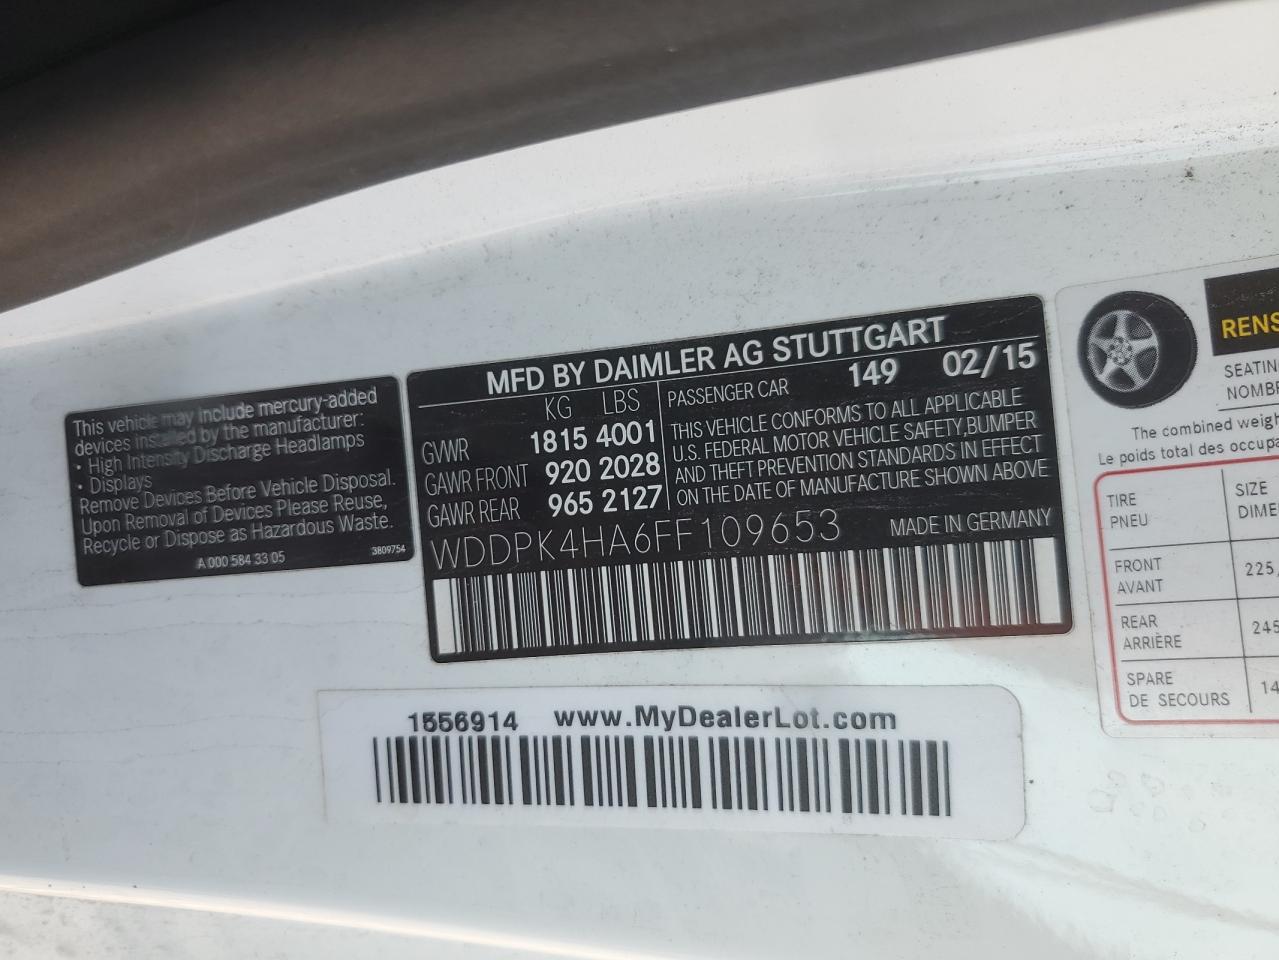 This vehicle may include mercury-added
devices installed by the manufacturer:
• High Intensity Discharge Headlamps
• Displays
Remove Devices Before Vehicle Disposal.
Upon Removal of Devices Please Reuse,
Recycle or Dispose as Hazardous Waste.
A 000 584 33 05
3809754
MFD BY DAIMLER AG STUTTGART
KG LBS
GVWR 1815 4001
GAWR FRONT 920 2028
GAWR REAR 965 2127
PASSENGER CAR 149 02/15
THIS VEHICLE CONFORMS TO ALL APPLICABLE
U.S. FEDERAL MOTOR VEHICLE SAFETY,BUMPER
AND THEFT PREVENTION STANDARDS IN EFFECT
ON THE DATE OF MANUFACTURE SHOWN ABOVE
WDDPK4HA6FF109653 MADE IN GERMANY
1556914 www.MyDealerLot.com
RENS
SEATIN
NOMBR
The combined weigh
Le poids total des occupa
TIRE
PNEU
SIZE
DIME
FRONT
AVANT
225/
REAR
ARRIÈRE
245
SPARE
DE SECOURS
14